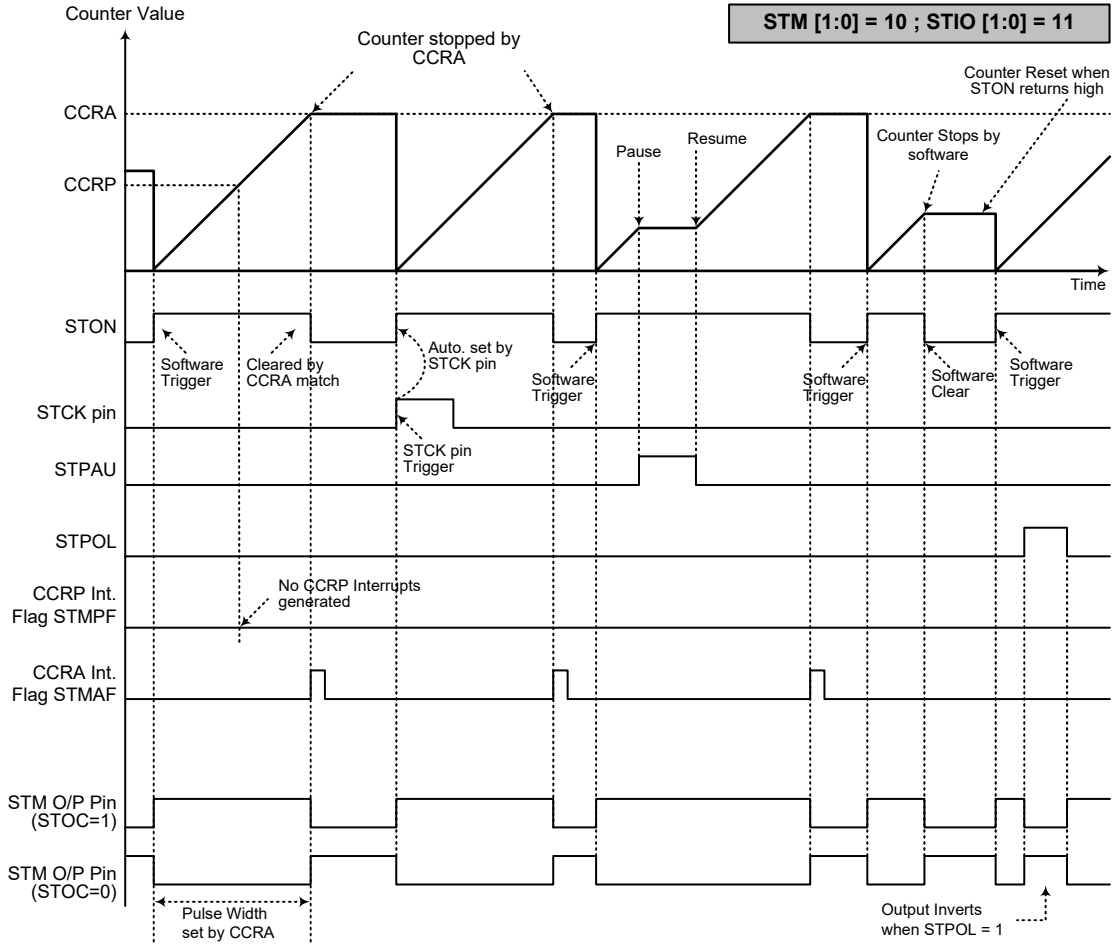 Counter Value
STM [1:0] = 10 ; STIO [1:0] = 11
Counter stopped by
CCRA
Counter Reset when
STON returns high
CCRA
Pause
Resume
Counter Stops by
software
CCRP
Time
STON
Software
Trigger
Cleared by
CCRA match
Auto. set by
STCK pin
Software
Trigger
Software
Trigger
Software
Clear
Software
Trigger
STCK pin
STCK pin
Trigger
STPAU
STPOL
CCRP Int.
Flag STMPF
No CCRP Interrupts
generated
CCRA Int.
Flag STMAF
STM O/P Pin
(STOC=1)
STM O/P Pin
(STOC=0)
Pulse Width
set by CCRA
Output Inverts
when STPOL = 1